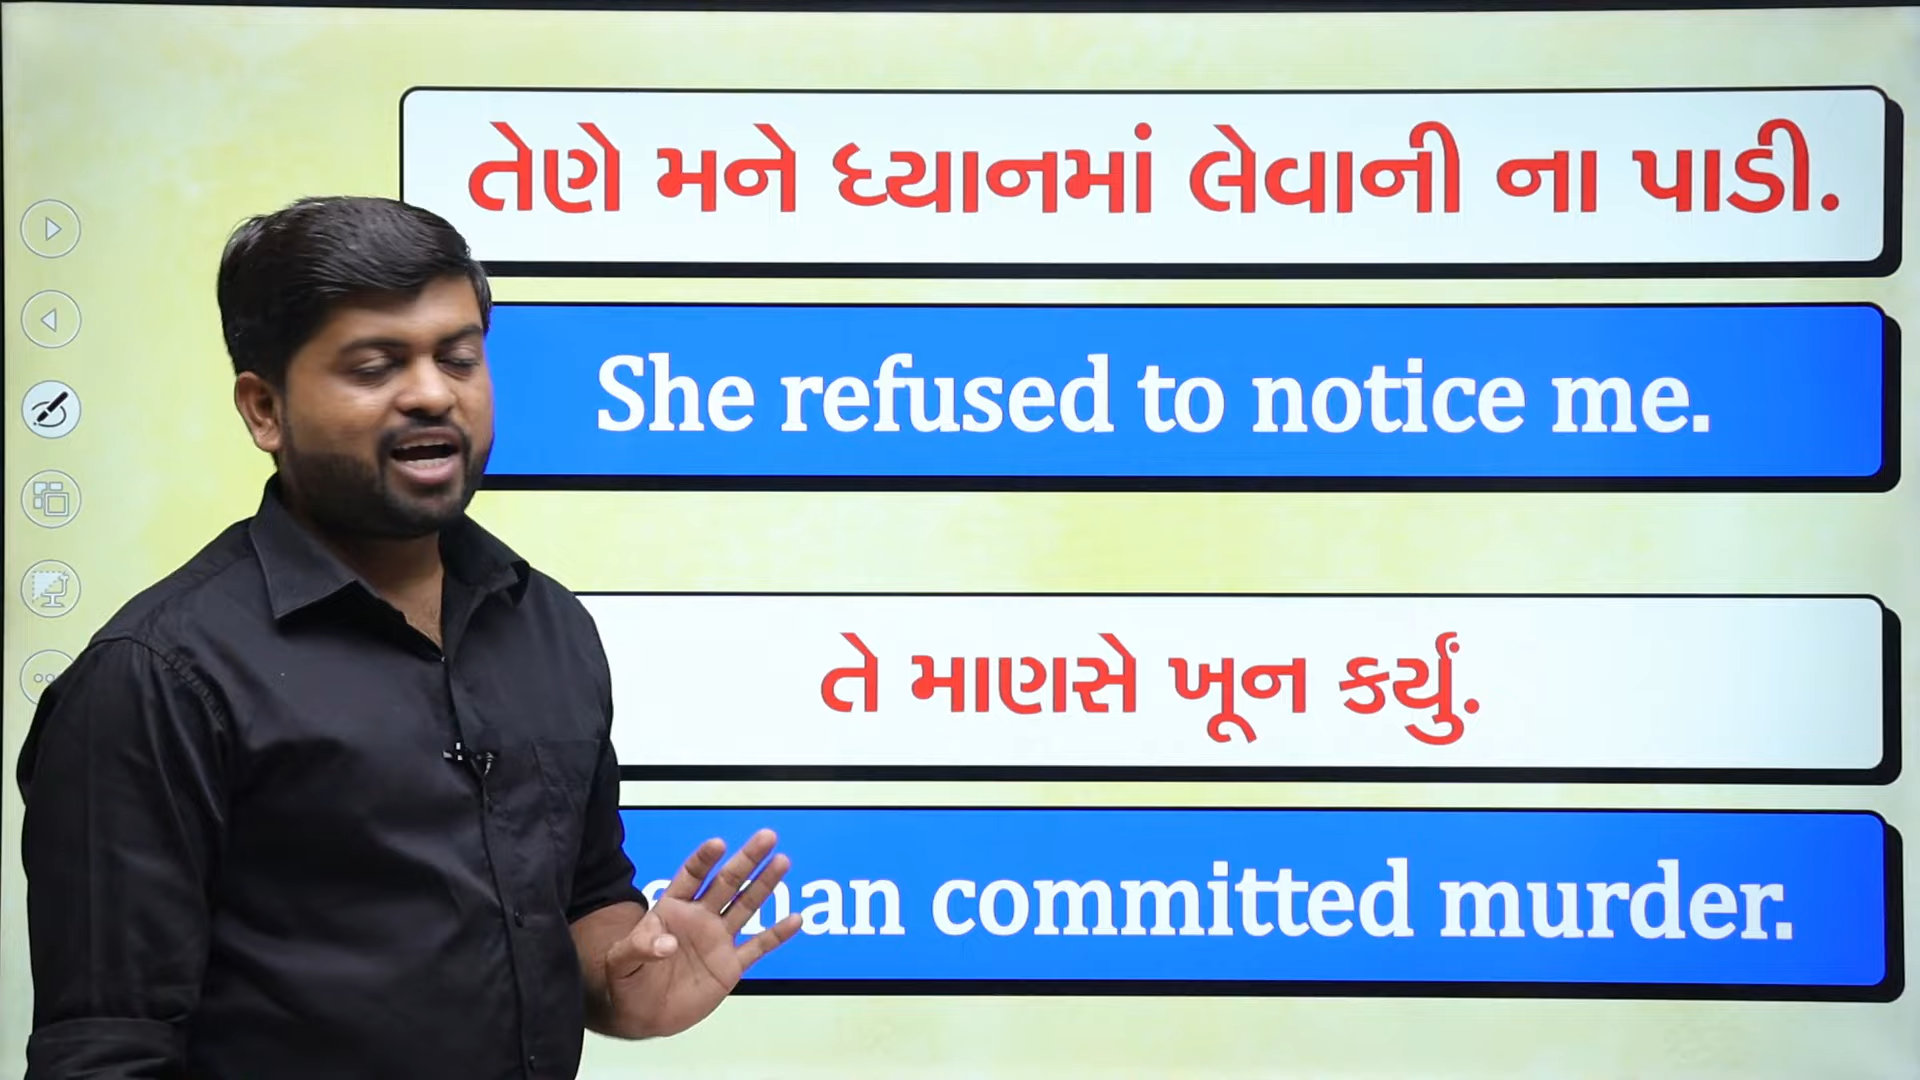 તેણે મને ધ્યાનમાં લેવાની ના પાડી.
She refused to notice me.
તે માણસે ખૂન કર્યું.
man committed murder.